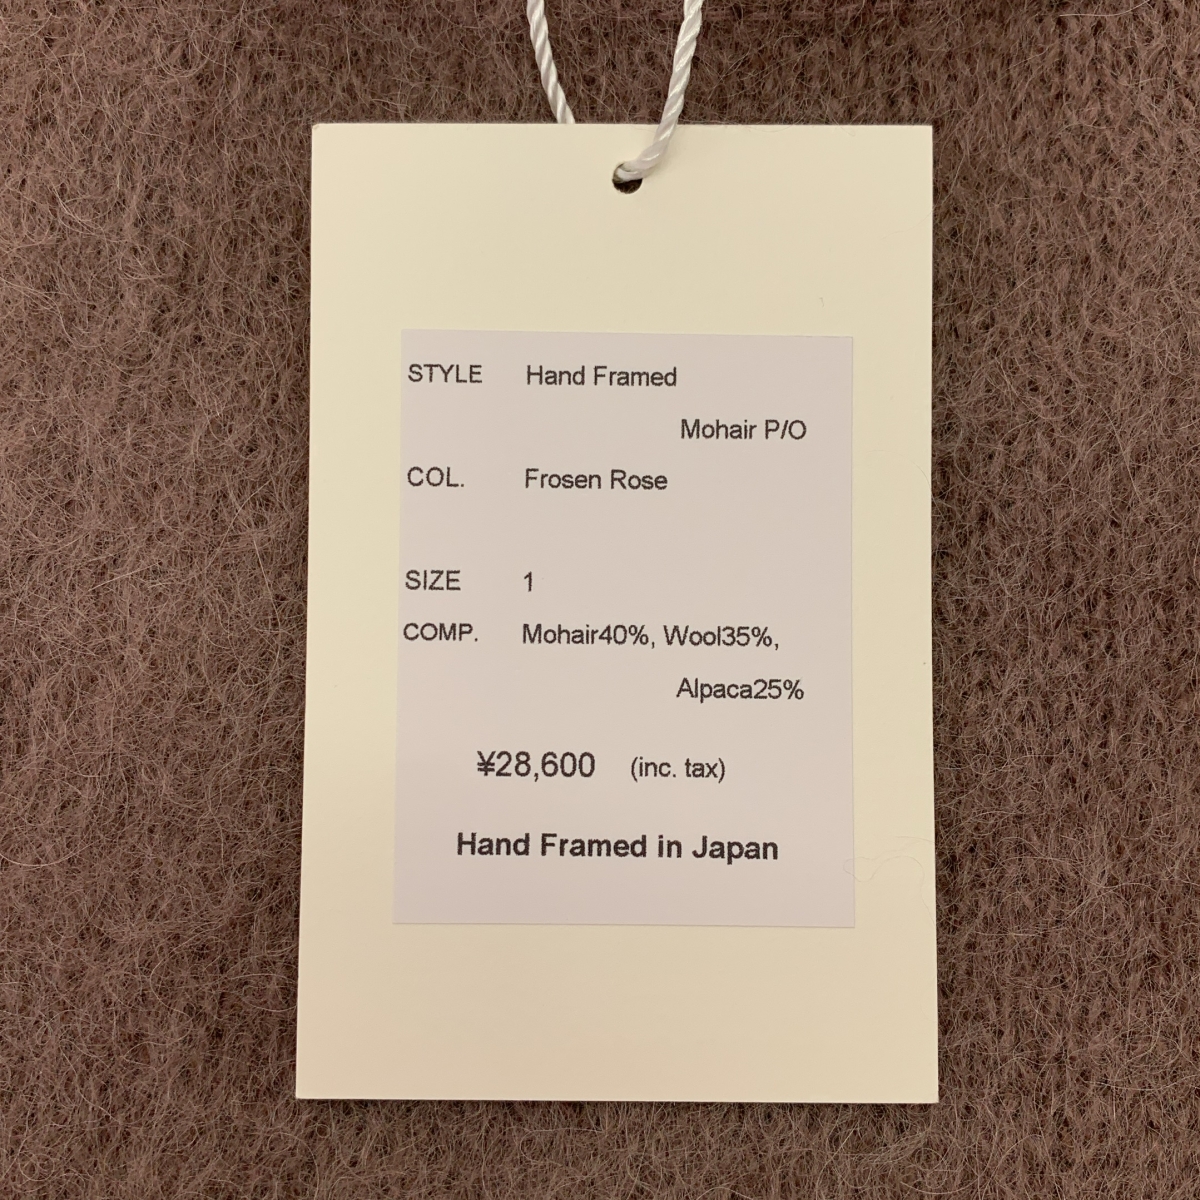 STYLE Hand Framed
Mohair P/O
COL. Frosen Rose
SIZE 1
COMP. Mohair40%, Wool35%,
Alpaca25%
¥28,600 (inc. tax)
Hand Framed in Japan